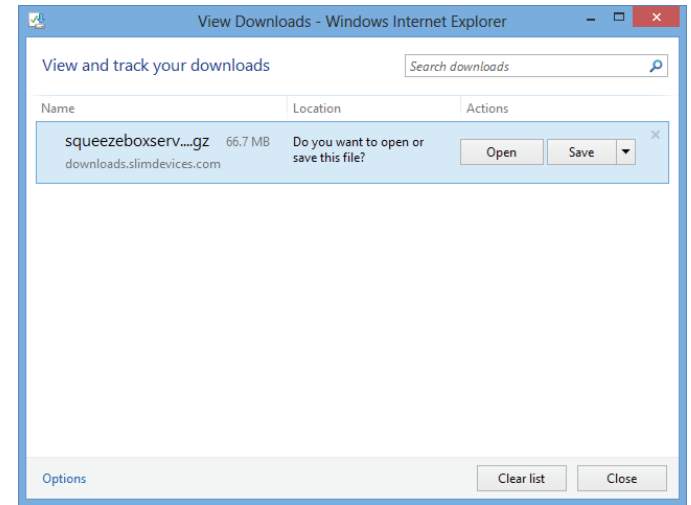 View Downloads - Windows Internet Explorer
View and track your downloads
Search downloads
Name Location Actions
squeezeboxserv....gz 66.7 MB Do you want to open or
save this file? Open Save
downloads.slimdevices.com
Options Clear list Close